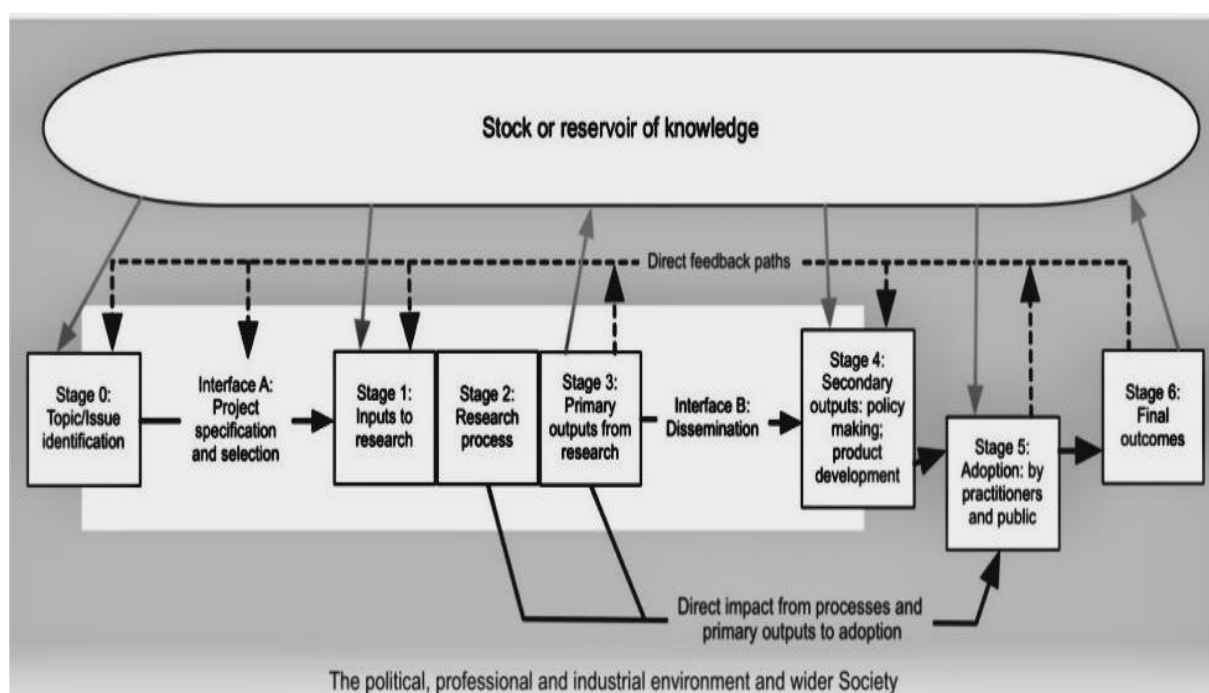 Stock or reservoir of knowledge
Direct feedback paths
Stage 0:
Topic/Issue
identification
Interface A:
Project
specification
and selection
Stage 1:
Inputs to
research
Stage 2:
Research
process
Stage 3:
Primary
outputs from
research
Interface B:
Dissemination
Stage 4:
Secondary
outputs: policy
making;
product
development
Stage 5:
Adoption: by
practitioners
and public
Stage 6:
Final
outcomes
Direct impact from processes and
primary outputs to adoption
The political, professional and industrial environment and wider Society